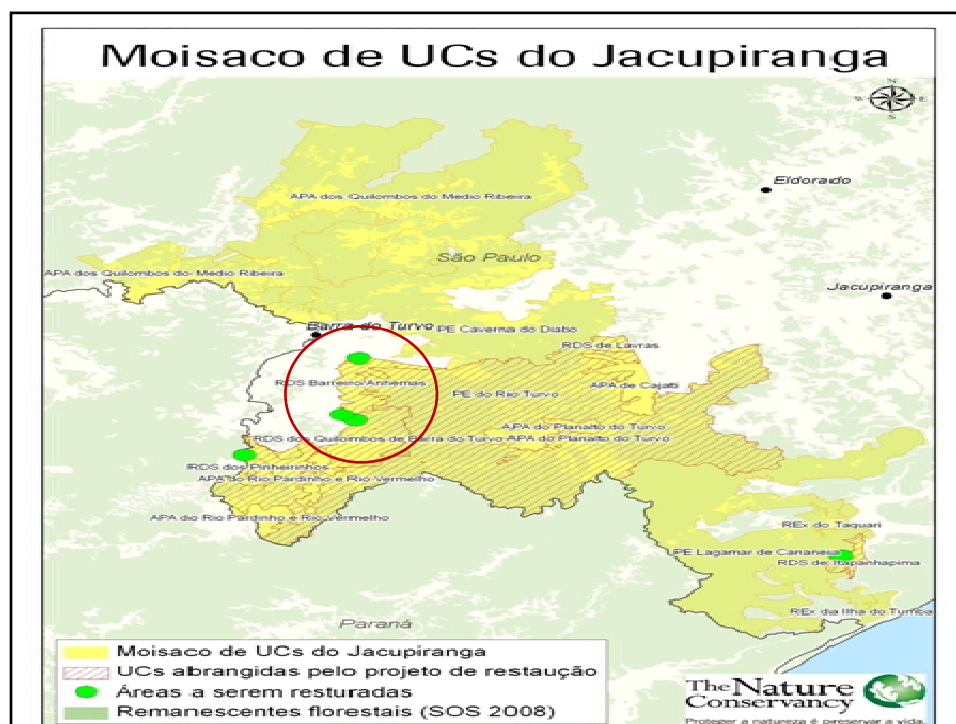 Moisaco de UCs do Jacupiranga
W E
S
Eldorado
APA dos Quilombos do Médio Ribeira
São Paulo
APA dos Quilombos do Médio Ribeira
Jacupiranga
Barra do Turvo
PE Caverna do Diabo
RDS de Lavras
RDS Barreiro/Anhemas
APA de Cajati
PE do Rio Turvo
APA do Planalto do Turvo
RDS dos Quilombos de Barra do Turvo
APA do Planalto do Turvo
RDS dos Pinheirinhos
APA do Rio Pardinho e Rio Vermelho
APA do Rio Pardinho e Rio Vermelho
REx do Taquari
PE Lagamar de Cananeia
RDS de Itapanhapima
REx da Ilha do Tumba
Paraná
Moisaco de UCs do Jacupiranga
UCs abrangidas pelo projeto de restaução
Áreas a serem resturadas
Remanescentes florestais (SOS 2008)
The Nature
Conservancy
Proteger a natureza é preservar a vida.